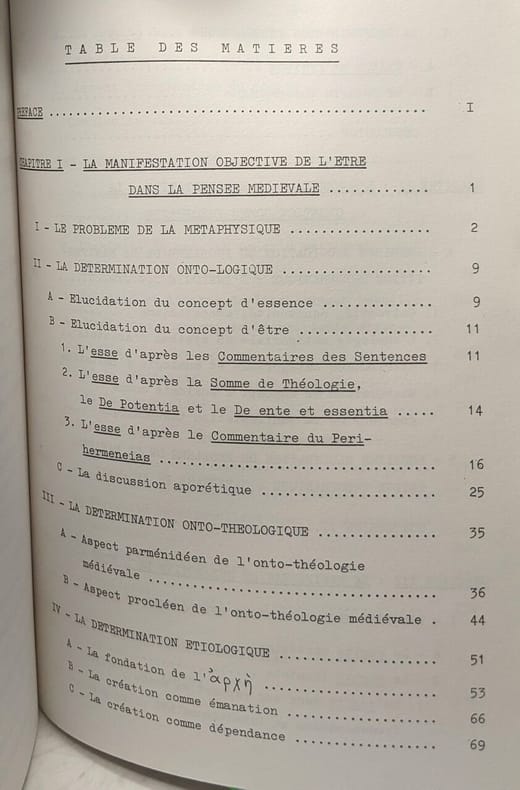 TABLE DES MATIERES
PREFACE .................................................. I
CHAPITRE I - LA MANIFESTATION OBJECTIVE DE L'ETRE
DANS LA PENSEE MEDIEVALE ............. 1
I - LE PROBLEME DE LA METAPHYSIQUE .................. 2
II - LA DETERMINATION ONTO-LOGIQUE ................... 9
A - Elucidation du concept d'essence .............. 9
B - Elucidation du concept d'être ................. 11
1. L'esse d'après les Commentaires des Sentences 11
2. L'esse d'après la Somme de Théologie,
le De Potentia et le De ente et essentia ..... 14
3. L'esse d'après le Commentaire du Peri-
hermeneias ................................... 16
C - La discussion aporétique ...................... 25
III - LA DETERMINATION ONTO-THEOLOGIQUE ............... 35
A - Aspect parménidéen de l'onto-théologie
médiévale ..................................... 36
B - Aspect procléen de l'onto-théologie médiévale . 44
IV - LA DETERMINATION ETIOLOGIQUE .................... 51
A - La fondation de l'ἀρχὴ ...................... 53
B - La création comme émanation ................... 66
C - La création comme dépendance .................. 69